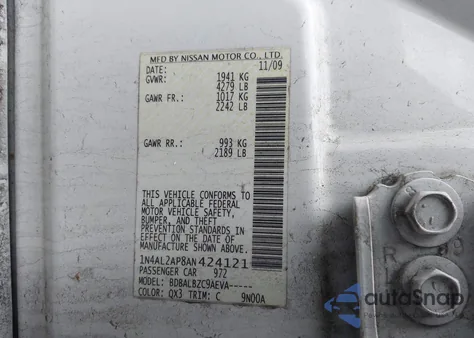 MFD BY NISSAN MOTOR CO., LTD.
DATE: 11/09
GVWR: 1941 KG
4279 LB
GAWR FR.: 1017 KG
2242 LB
GAWR RR.: 993 KG
2189 LB
THIS VEHICLE CONFORMS TO
ALL APPLICABLE FEDERAL
MOTOR VEHICLE SAFETY,
BUMPER, AND THEFT
PREVENTION STANDARDS
IN EFFECT ON THE DATE OF
MANUFACTURE SHOWN ABOVE.
1N4AL2AP8AN424121
PASSENGER CAR 972
MODEL: BDBALBZC9AEVA-----
COLOR: QX3 TRIM: C 9N00A
R
AutoSnap